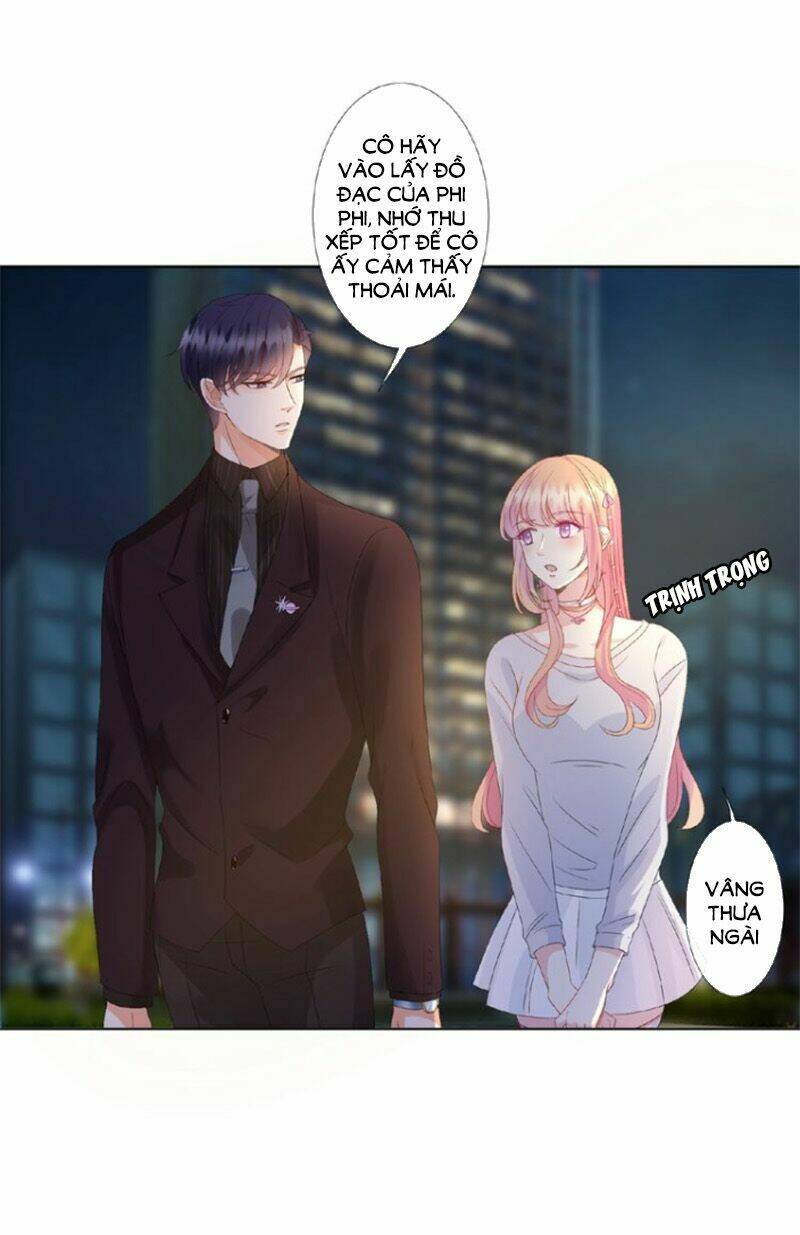 CÔ HÃY
VÀO LẤY ĐỒ
ĐẠC CỦA PHI
PHI, NHỚ THU
XẾP TỐT ĐỂ CÔ
ẤY CẢM THẤY
THOẢI MÁI.
TRỊNH TRỌNG
VÂNG
THƯA
NGÀI